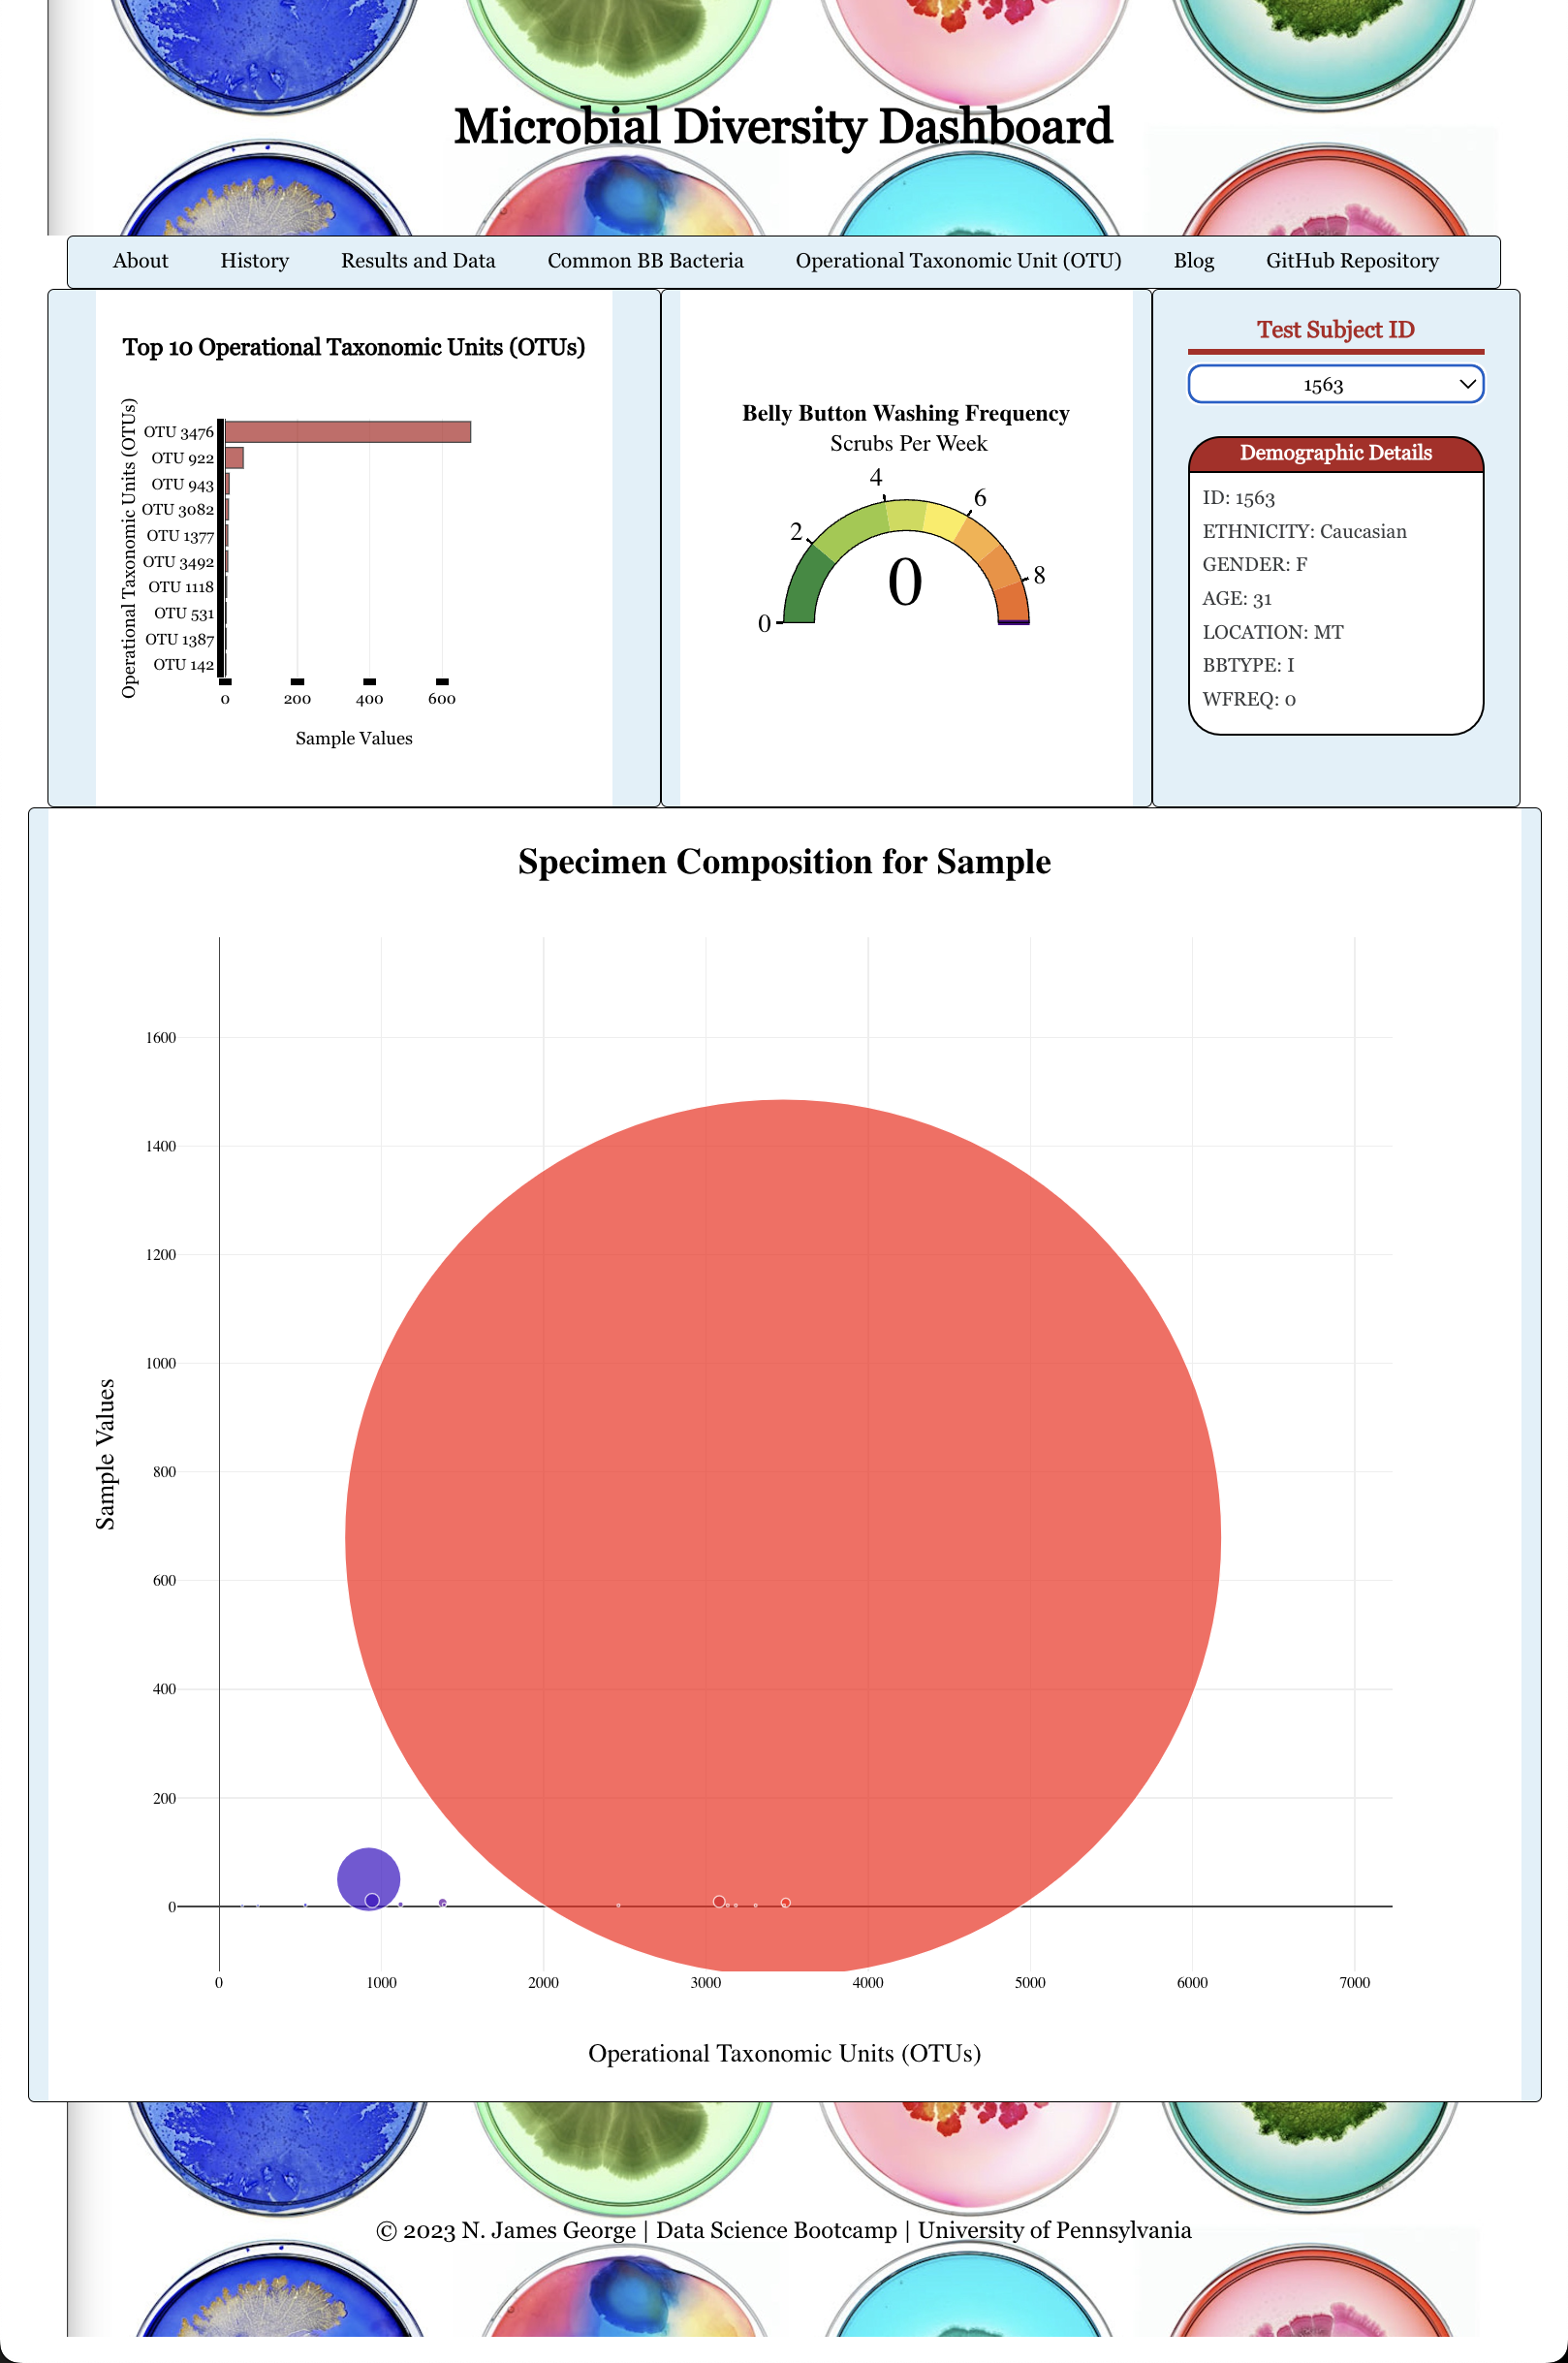 Microbial Diversity Dashboard
About History Results and Data Common BB Bacteria Operational Taxonomic Unit (OTU) Blog GitHub Repository
Top 10 Operational Taxonomic Units (OTUs)
Operational Taxonomic Units (OTUs)
OTU 3476
OTU 922
OTU 943
OTU 3082
OTU 1377
OTU 3492
OTU 1118
OTU 531
OTU 1387
OTU 142
0 200 400 600
Sample Values
Belly Button Washing Frequency
Scrubs Per Week
0
2
4
6
8
0
Test Subject ID
1563
Demographic Details
ID: 1563
ETHNICITY: Caucasian
GENDER: F
AGE: 31
LOCATION: MT
BBTYPE: I
WFREQ: 0
Specimen Composition for Sample
Sample Values
1600
1400
1200
1000
800
600
400
200
0
0 1000 2000 3000 4000 5000 6000 7000
Operational Taxonomic Units (OTUs)
© 2023 N. James George | Data Science Bootcamp | University of Pennsylvania